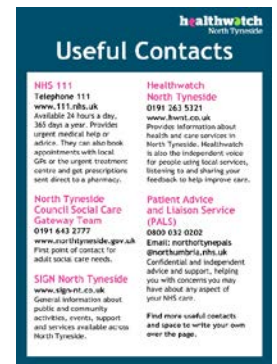 healthwatch
North Tyneside
Useful Contacts
NHS 111
Telephone 111
www.111.nhs.uk
Available 24 hours a day,
365 days a year. Provides
urgent medical help or
advice. They can also book
appointments with local
GPs or the urgent treatment
centre and get prescriptions
sent direct to a pharmacy.
North Tyneside
Council Social Care
Gateway Team
0191 643 2777
www.northtyneside.gov.uk
First point of contact for
adult social care needs.
SIGN North Tyneside
www.sign-nt.co.uk
General information about
public and community
activities, events, support
and services available across
North Tyneside.
Healthwatch
North Tyneside
0191 263 5321
www.hwnt.co.uk
Provides information about
health and care services in
North Tyneside. Healthwatch
is also the independent voice
for people using local services,
listening to and sharing your
feedback to help improve care.
Patient Advice
and Liaison Service
(PALS)
0800 032 0202
Email: northoftynepals
@northumbria.nhs.uk
Confidential and independent
advice and support, helping
you with concerns you may
have about any aspect of
your NHS care.
Find more useful contacts
and space to write your own
over the page.